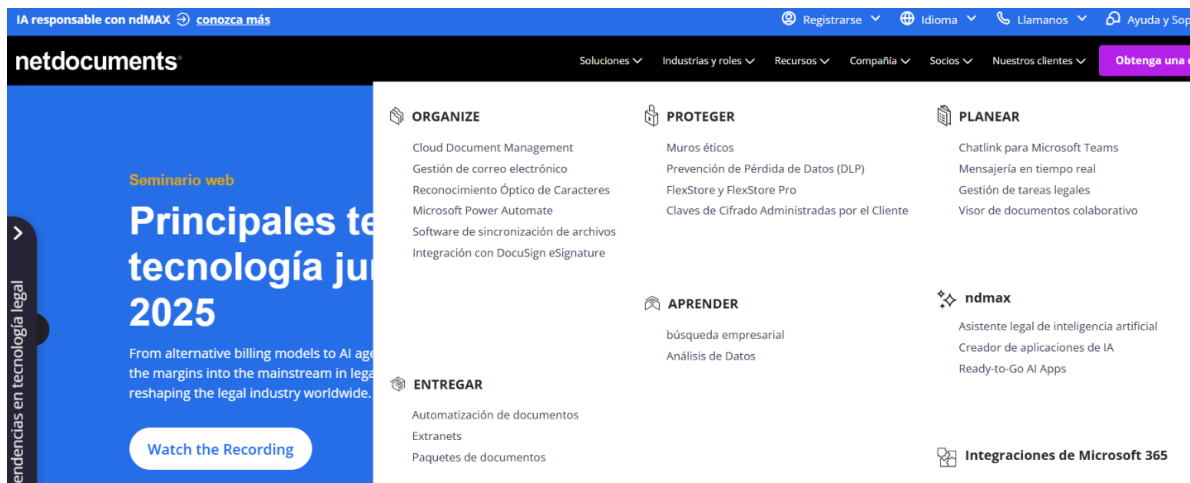 IA responsable con ndMAX conozca más
Registrarse Idioma Llamanos Ayuda y Sop
netdocuments
Soluciones Industrias y roles Recursos Compañía Socios Nuestros clientes Obtenga una
ORGANIZE
Cloud Document Management
Gestión de correo electrónico
Reconocimiento Óptico de Caracteres
Microsoft Power Automate
Software de sincronización de archivos
Integración con DocuSign eSignature
PROTEGER
Muros éticos
Prevención de Pérdida de Datos (DLP)
FlexStore y FlexStore Pro
Claves de Cifrado Administradas por el Cliente
PLANEAR
Chatlink para Microsoft Teams
Mensajería en tiempo real
Gestión de tareas legales
Visor de documentos colaborativo
APRENDER
búsqueda empresarial
Análisis de Datos
ndmax
Asistente legal de inteligencia artificial
Creador de aplicaciones de IA
Ready-to-Go AI Apps
ENTREGAR
Automatización de documentos
Extranets
Paquetes de documentos
Integraciones de Microsoft 365
Seminario web
Principales te
tecnología ju
2025
From alternative billing models to AI age
the margins into the mainstream in lega
reshaping the legal industry worldwide.
Watch the Recording
endencias en tecnología legal